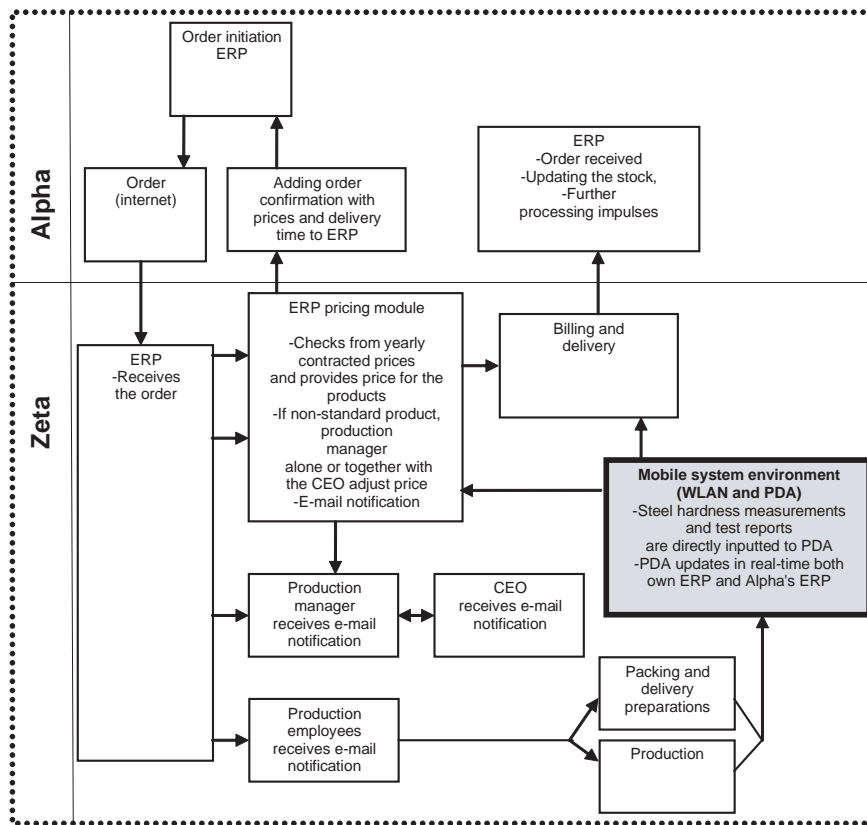 Alpha
Order initiation
ERP
Order
(internet)
Adding order
confirmation with
prices and delivery
time to ERP
ERP
-Order received
-Updating the stock,
-Further
processing impulses
Zeta
ERP
-Receives
the order
ERP pricing module
-Checks from yearly
contracted prices
and provides price for the
products
-If non-standard product,
production
manager
alone or together with
the CEO adjust price
-E-mail notification
Billing and
delivery
Mobile system environment
(WLAN and PDA)
-Steel hardness measurements
and test reports
are directly inputted to PDA
-PDA updates in real-time both
own ERP and Alpha's ERP
Production
manager
receives e-mail
notification
CEO
receives e-mail
notification
Production
employees
receives e-mail
notification
Packing and
delivery
preparations
Production